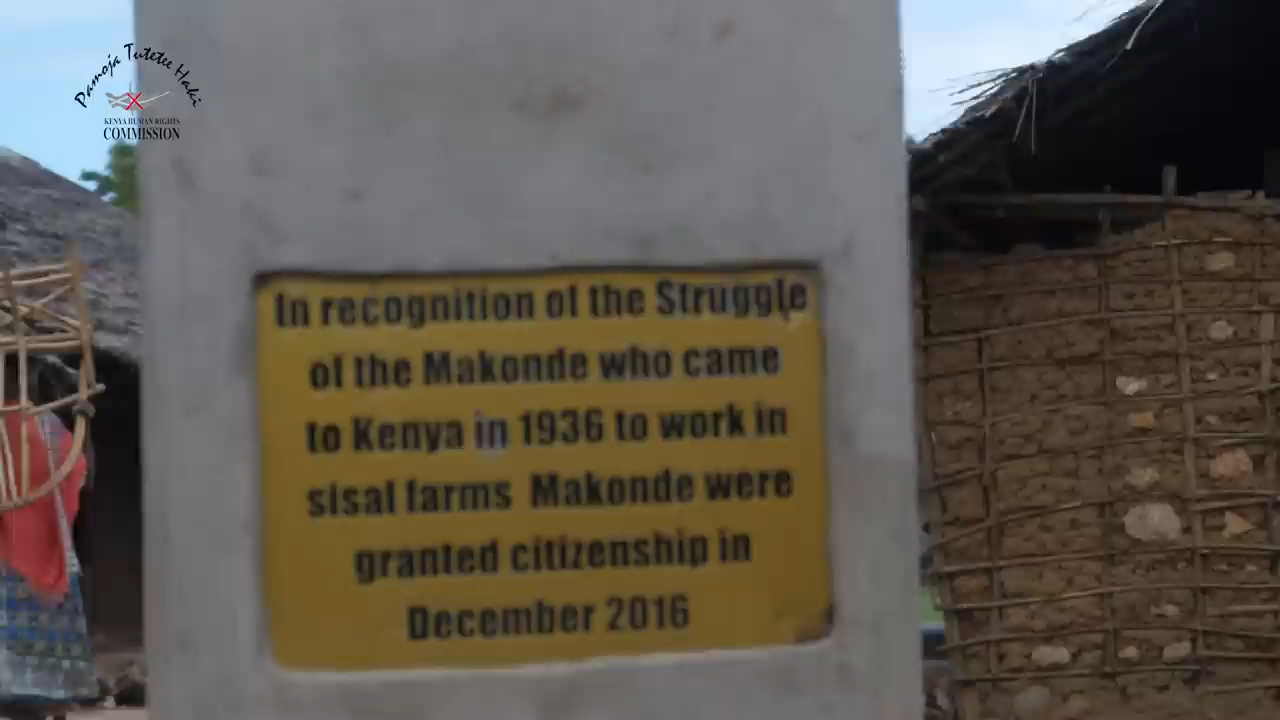 Pamoja Tutetee Haki
KENYA HUMAN RIGHTS
COMMISSION
In recognition of the Struggle
of the Makonde who came
to Kenya in 1936 to work in
sisal farms Makonde were
granted citizenship in
December 2016